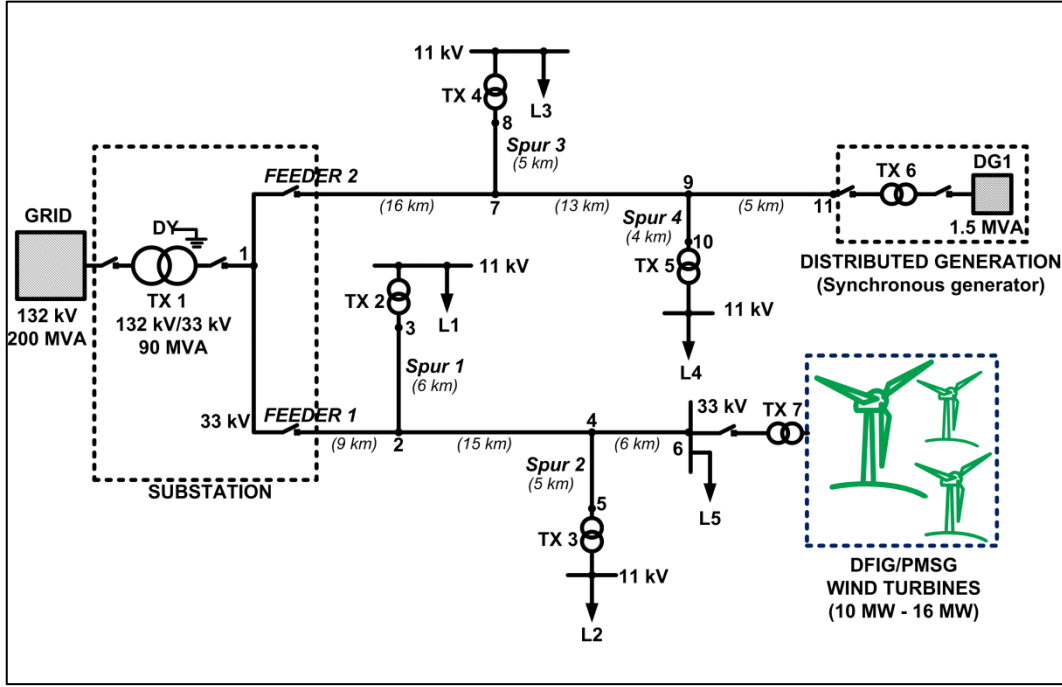 11 kV
TX 4
L3
8
Spur 3
(5 km)
FEEDER 2
(16 km)
7
(13 km)
9
(5 km)
11
TX 6
DG1
1.5 MVA
DISTRIBUTED GENERATION
(Synchronous generator)
Spur 4
(4 km)
10
TX 5
11 kV
L4
GRID
132 kV
200 MVA
DY
TX 1
132 kV/33 kV
90 MVA
1
11 kV
TX 2
L1
3
Spur 1
(6 km)
33 kV
FEEDER 1
(9 km)
2
(15 km)
4
(6 km)
33 kV
6
TX 7
L5
SUBSTATION
Spur 2
(5 km)
5
TX 3
11 kV
L2
DFIG/PMSG
WIND TURBINES
(10 MW - 16 MW)